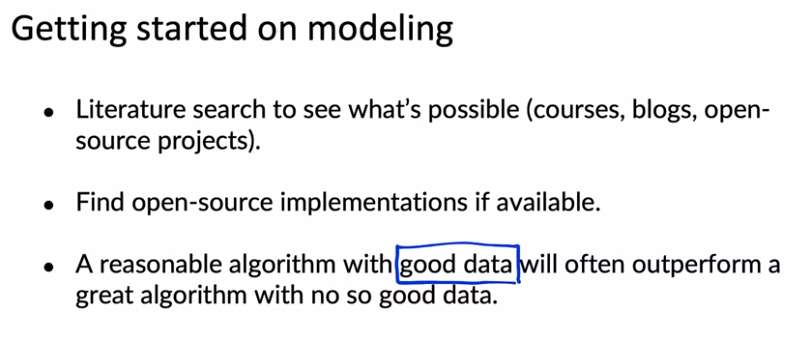 Getting started on modeling
• Literature search to see what's possible (courses, blogs, open-
source projects).
• Find open-source implementations if available.
• A reasonable algorithm with good data will often outperform a
great algorithm with no so good data.